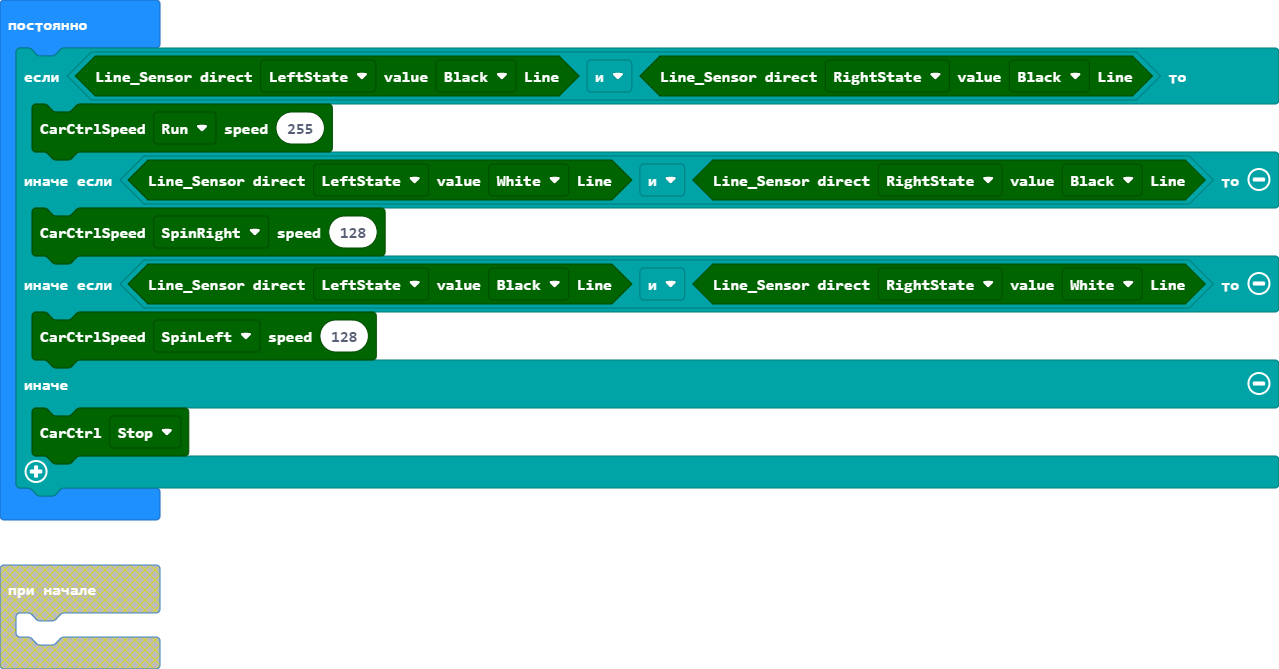 постоянно
если Line_Sensor direct LeftState value Black Line и Line_Sensor direct RightState value Black Line то
CarCtrlSpeed Run speed 255
иначе если Line_Sensor direct LeftState value White Line и Line_Sensor direct RightState value Black Line то
CarCtrlSpeed SpinRight speed 128
иначе если Line_Sensor direct LeftState value Black Line и Line_Sensor direct RightState value White Line то
CarCtrlSpeed SpinLeft speed 128
иначе
CarCtrl Stop
при начале